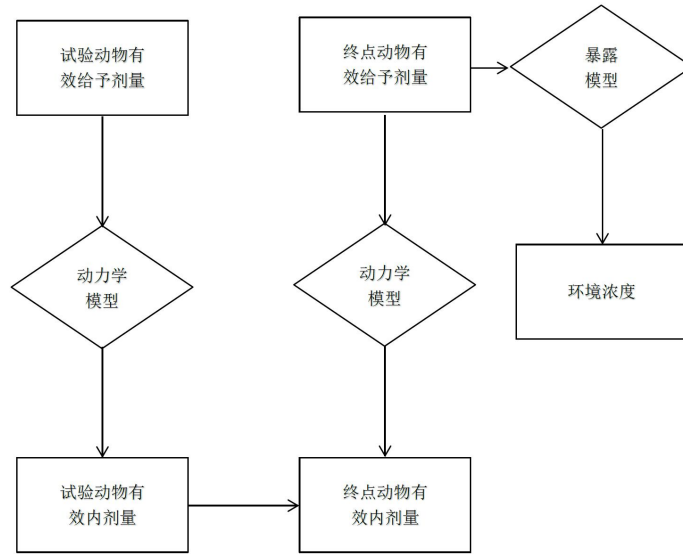 试验动物有
效给予剂量
终点动物有
效给予剂量
暴露
模型
动力学
模型
动力学
模型
环境浓度
试验动物有
效内剂量
终点动物有
效内剂量